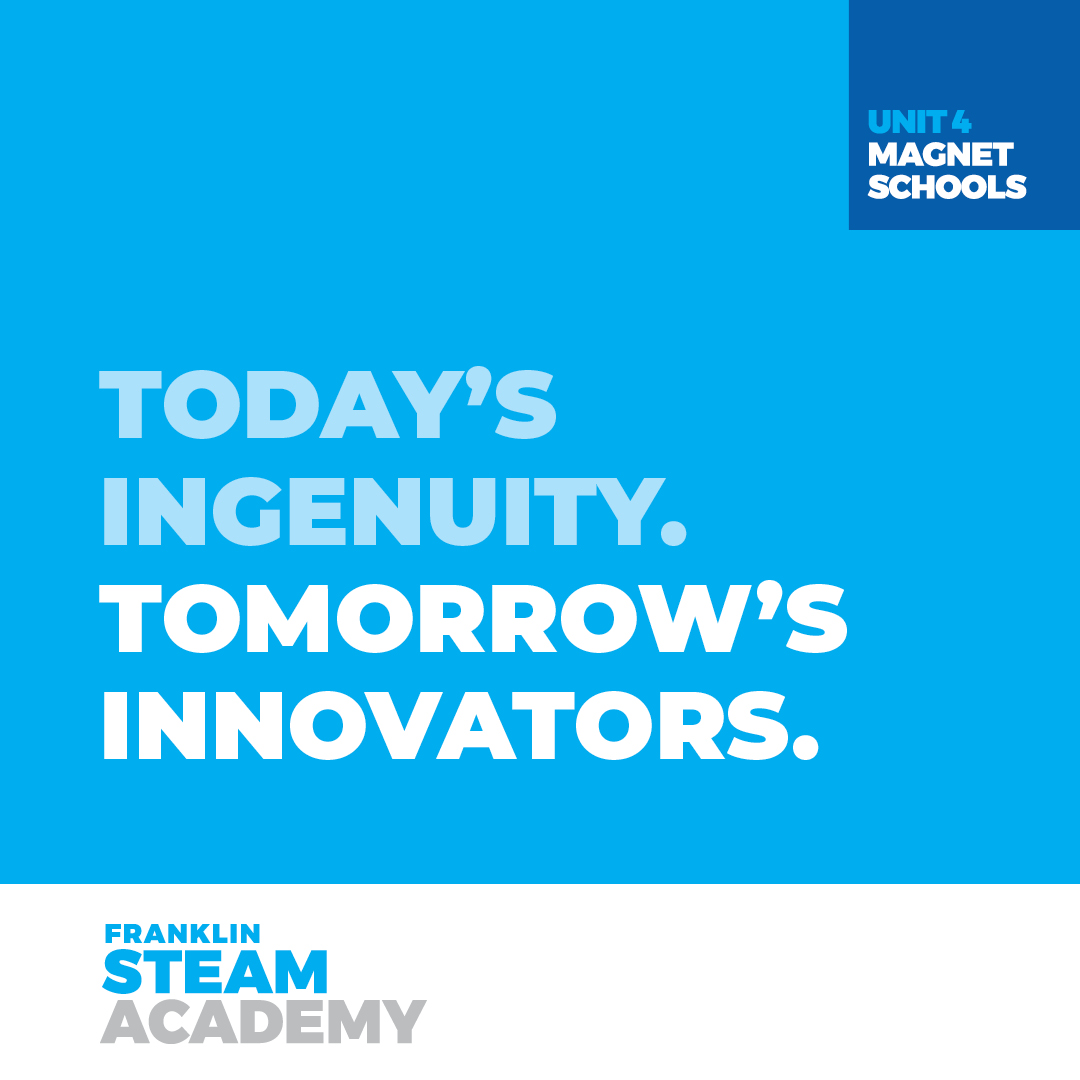 UNIT 4
MAGNET
SCHOOLS
TODAY’S
INGENUITY.
TOMORROW’S
INNOVATORS.
FRANKLIN
STEAM
ACADEMY